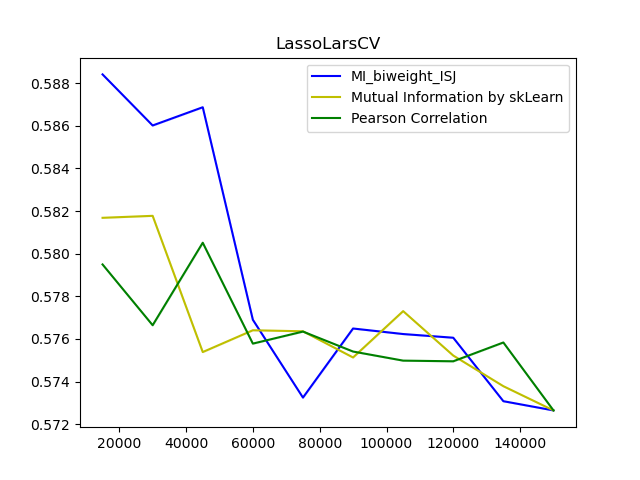 LassoLarsCV
MI_biweight_ISJ
Mutual Information by skLearn
Pearson Correlation
0.588
0.586
0.584
0.582
0.580
0.578
0.576
0.574
0.572
20000 40000 60000 80000 100000 120000 140000